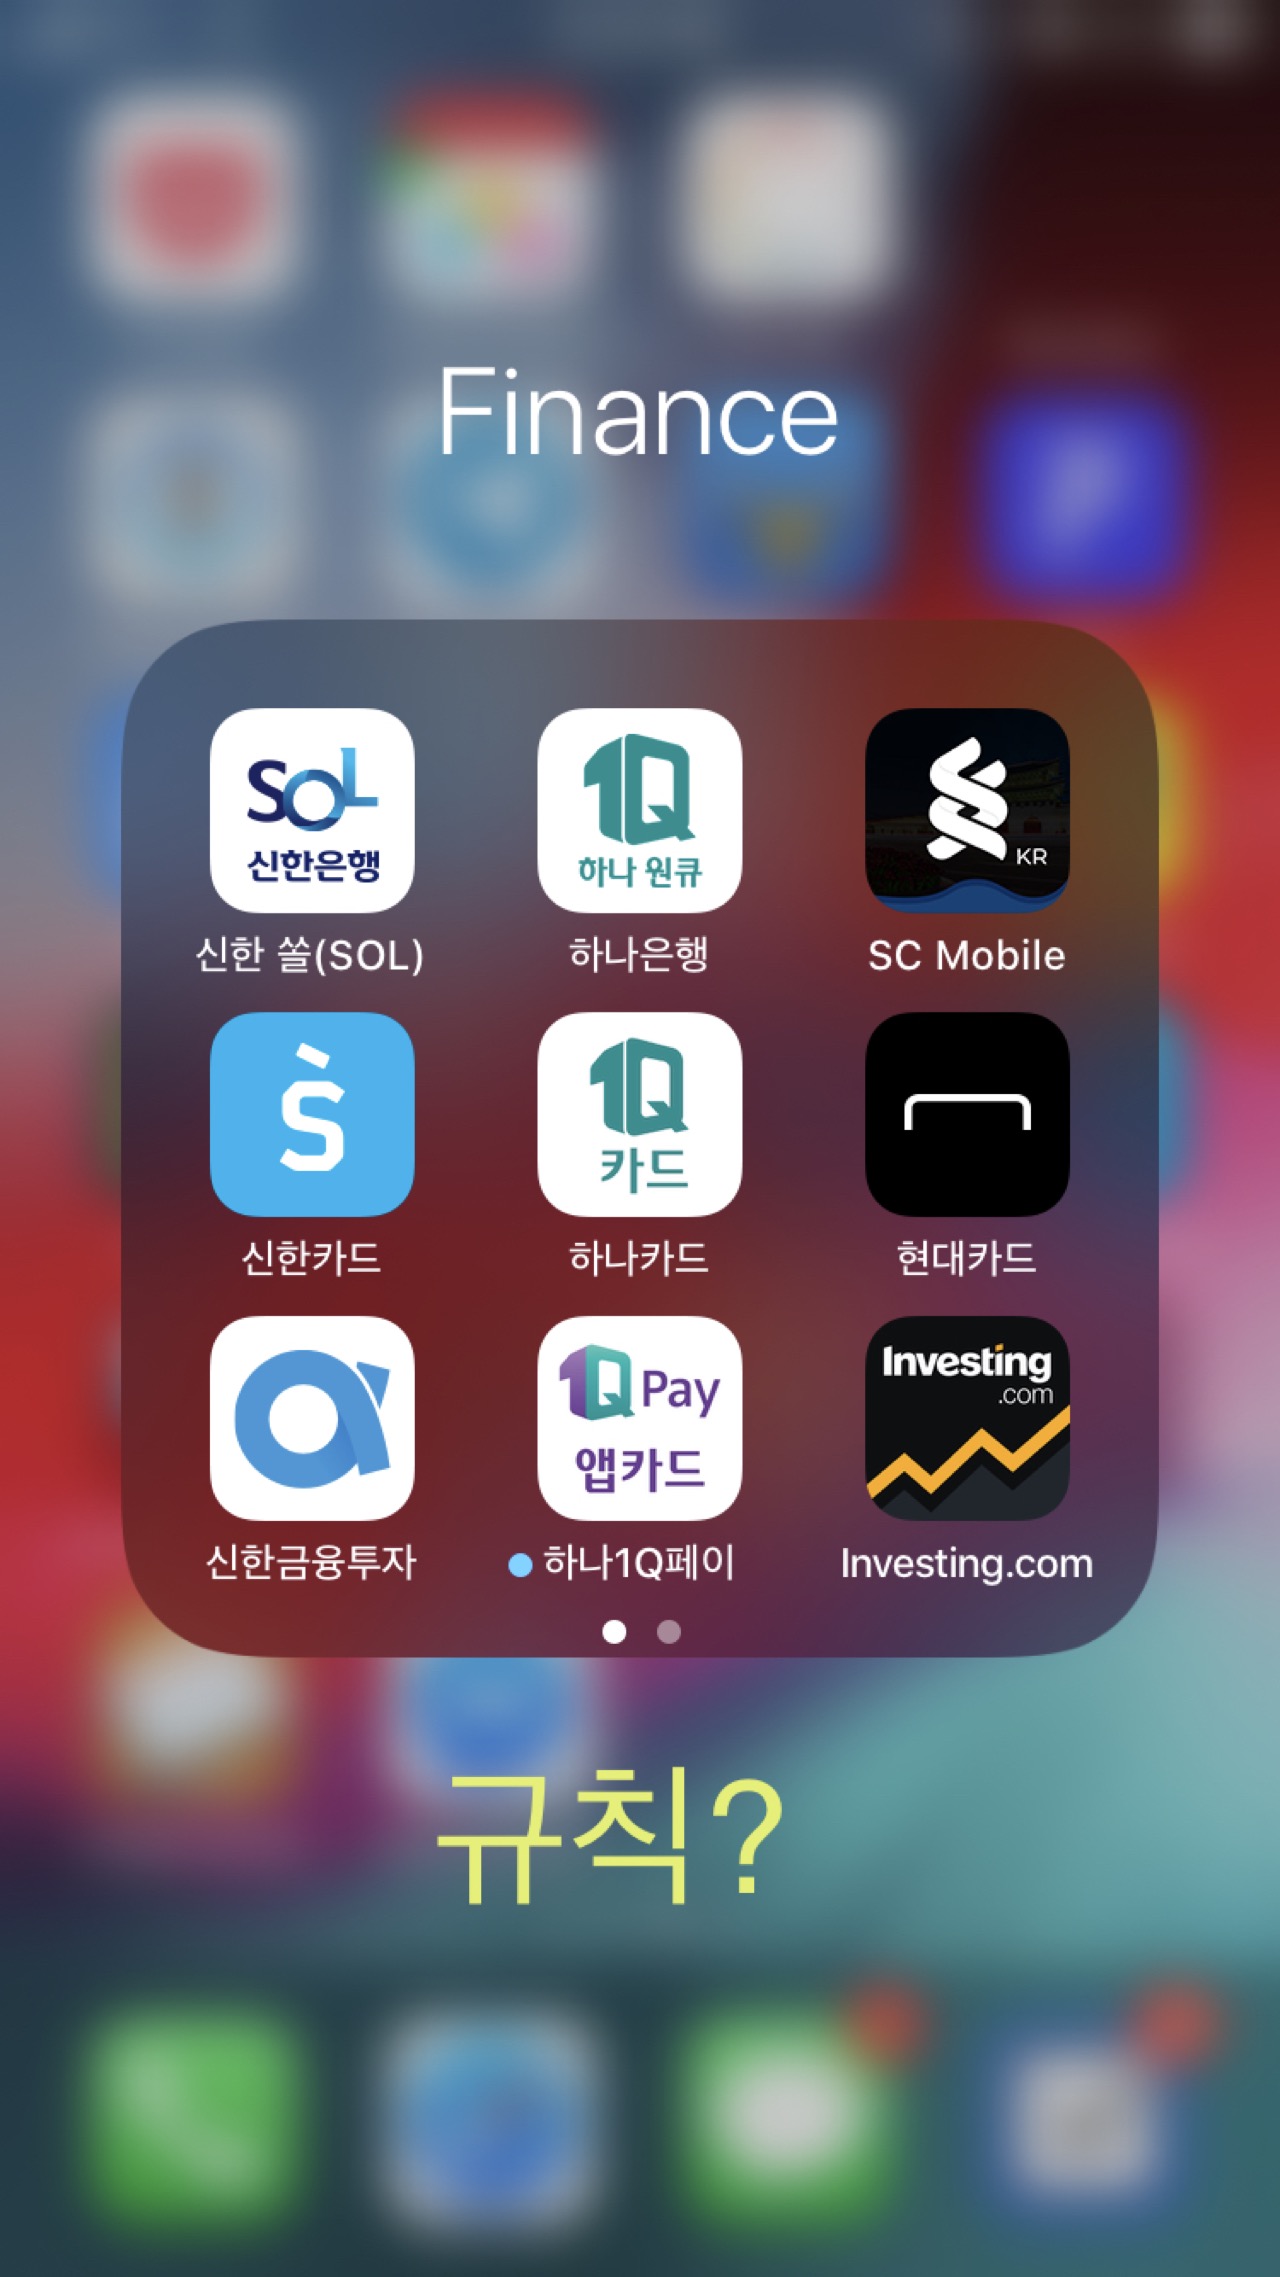 Finance
SOL
신한은행
1Q
하나 원큐
KR
신한 쏠(SOL)
하나은행
SC Mobile
S
1Q
카드
신한카드
하나카드
현대카드
1Q Pay
앱카드
Investing
.com
신한금융투자
하나1Q페이
Investing.com
규칙?